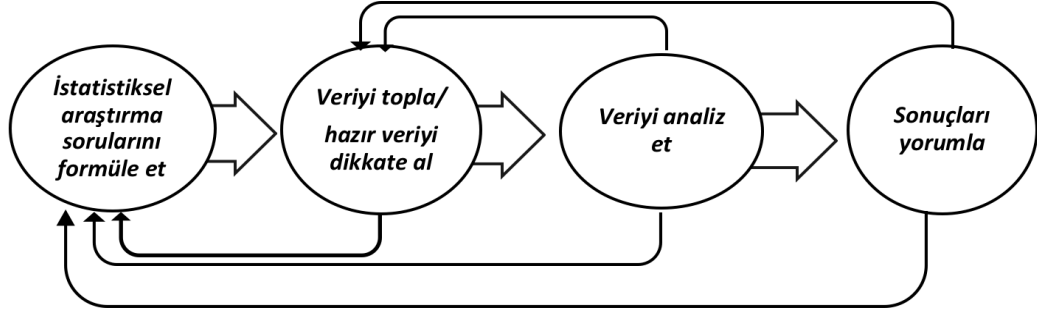 İstatistiksel
araştırma
sorularını
formüle et
Veriyi topla/
hazır veriyi
dikkate al
Veriyi analiz
et
Sonuçları
yorumla